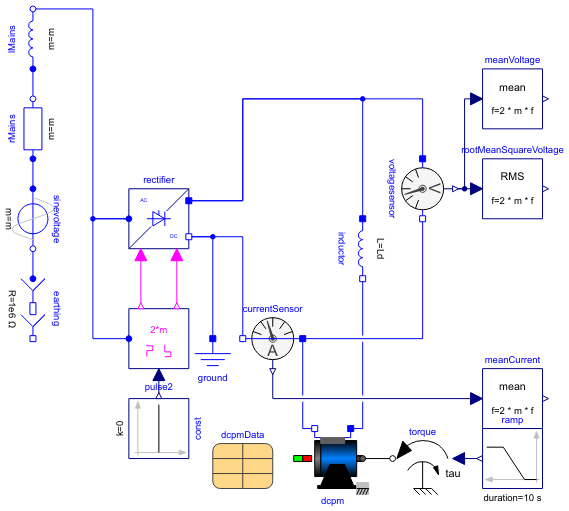 lMains
m=m
rMains
m=m
sinevoltage
m=m
earthing
R=1e6 Ω
rectifier
AC
DC
2*m
pulse2
k=0
const
ground
currentSensor
A
inductor
L=Ld
voltagesensor
V
meanVoltage
mean
f=2 * m * f
rootMeanSquareVoltage
RMS
f=2 * m * f
meanCurrent
mean
f=2 * m * f
ramp
duration=10 s
torque
tau
dcpmData
dcpm